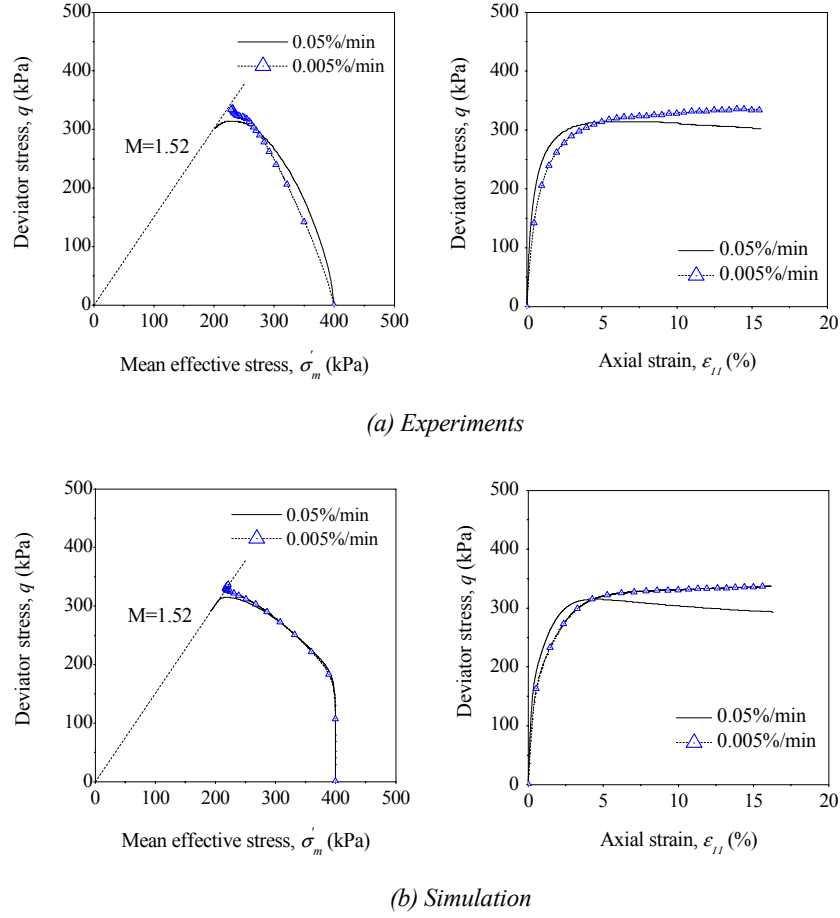 500
400
300
200
100
0
0
100
200
300
400
500
Deviator stress, q (kPa)
Mean effective stress, σ'm (kPa)
M=1.52
0.05%/min
0.005%/min
500
400
300
200
100
0
0
5
10
15
20
Deviator stress, q (kPa)
Axial strain, ε11 (%)
0.05%/min
0.005%/min
(a) Experiments
500
400
300
200
100
0
0
100
200
300
400
500
Deviator stress, q (kPa)
Mean effective stress, σ'm (kPa)
M=1.52
0.05%/min
0.005%/min
500
400
300
200
100
0
0
5
10
15
20
Deviator stress, q (kPa)
Axial strain, ε11 (%)
0.05%/min
0.005%/min
(b) Simulation